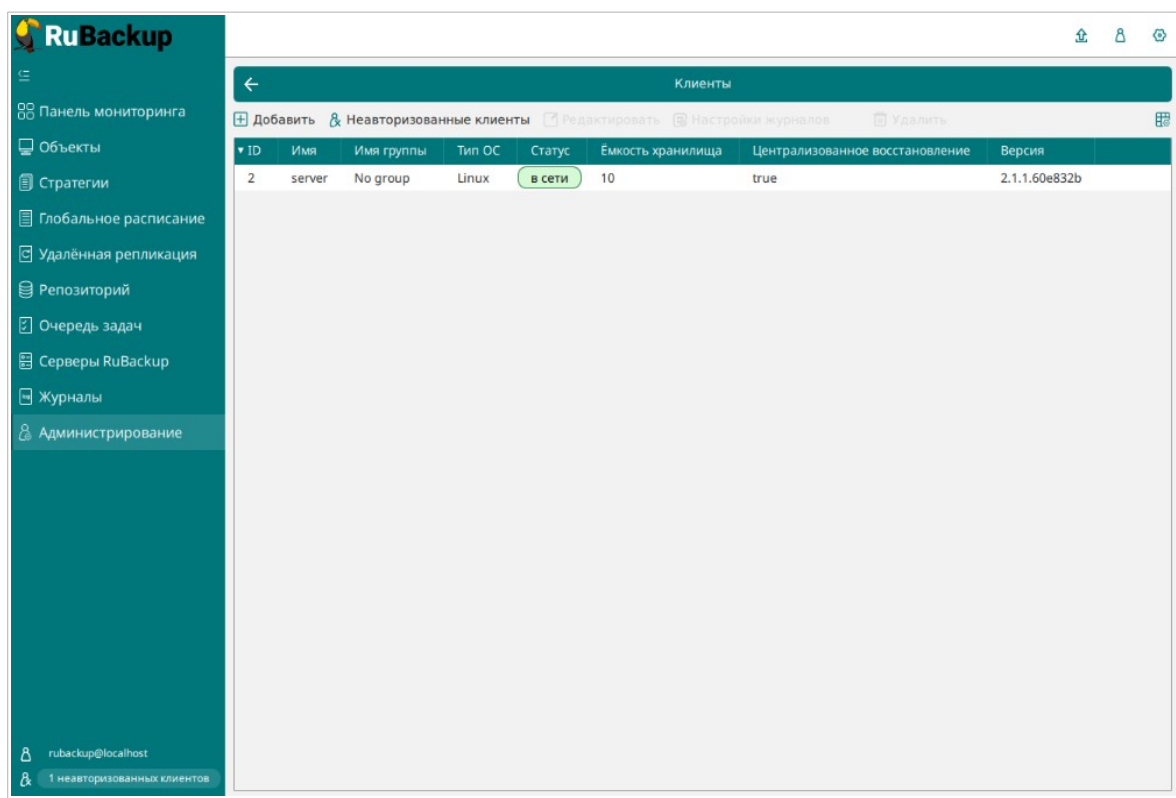 RuBackup
Клиенты
Панель мониторинга
Объекты
Стратегии
Глобальное расписание
Удалённая репликация
Репозиторий
Очередь задач
Серверы RuBackup
Журналы
Администрирование
Добавить Неавторизованные клиенты Редактировать Настройки журналов Удалить
ID Имя Имя группы Тип ОС Статус Ёмкость хранилища Централизованное восстановление Версия
2 server No group Linux в сети 10 true 2.1.1.60e832b
rubackup@localhost
1 неавторизованных клиентов